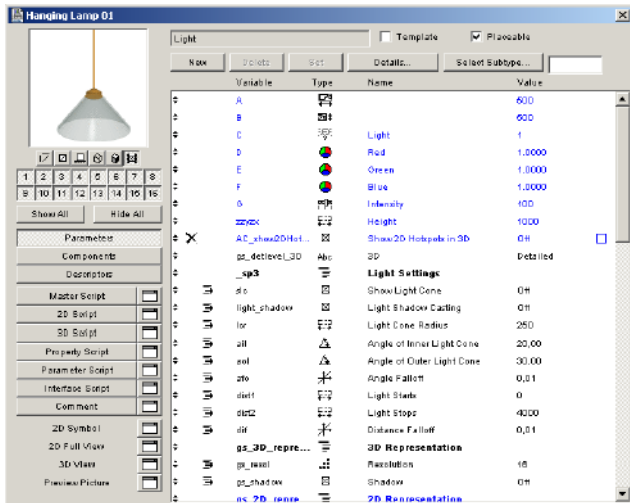 Hanging Lamp 01
Light
Template
Placeable
New
Delete
Set
Details...
Select Subtype...
Variable Type Name Value
A 600
B 600
C Light 1
D Red 1.0000
E Green 1.0000
F Blue 1.0000
G Intensity 100
zzyzx Height 1000
AC_show2DHot... Show 2D Hotspots in 3D Off
gs_detlevel_3D Abc 3D Detailed
_sp3 Light Settings
slc Show Light Cone Off
light_shadow Light Shadow Casting Off
lcr Light Cone Radius 250
ail Angle of Inner Light Cone 20,00
aol Angle of Outer Light Cone 30,00
afo Angle Falloff 0,01
dist1 Light Starts 0
dist2 Light Stops 4000
dif Distance Falloff 0,01
gs_3D_repre... 3D Representation
gs_resol Resolution 16
gs_shadow Shadow Off
gs_2D_repre... 2D Representation
1 2 3 4 5 6 7 8
9 10 11 12 13 14 15 16
Show All
Hide All
Parameters
Components
Descriptors
Master Script
2D Script
3D Script
Property Script
Parameter Script
Interface Script
Comment
2D Symbol
2D Full View
3D View
Preview Picture